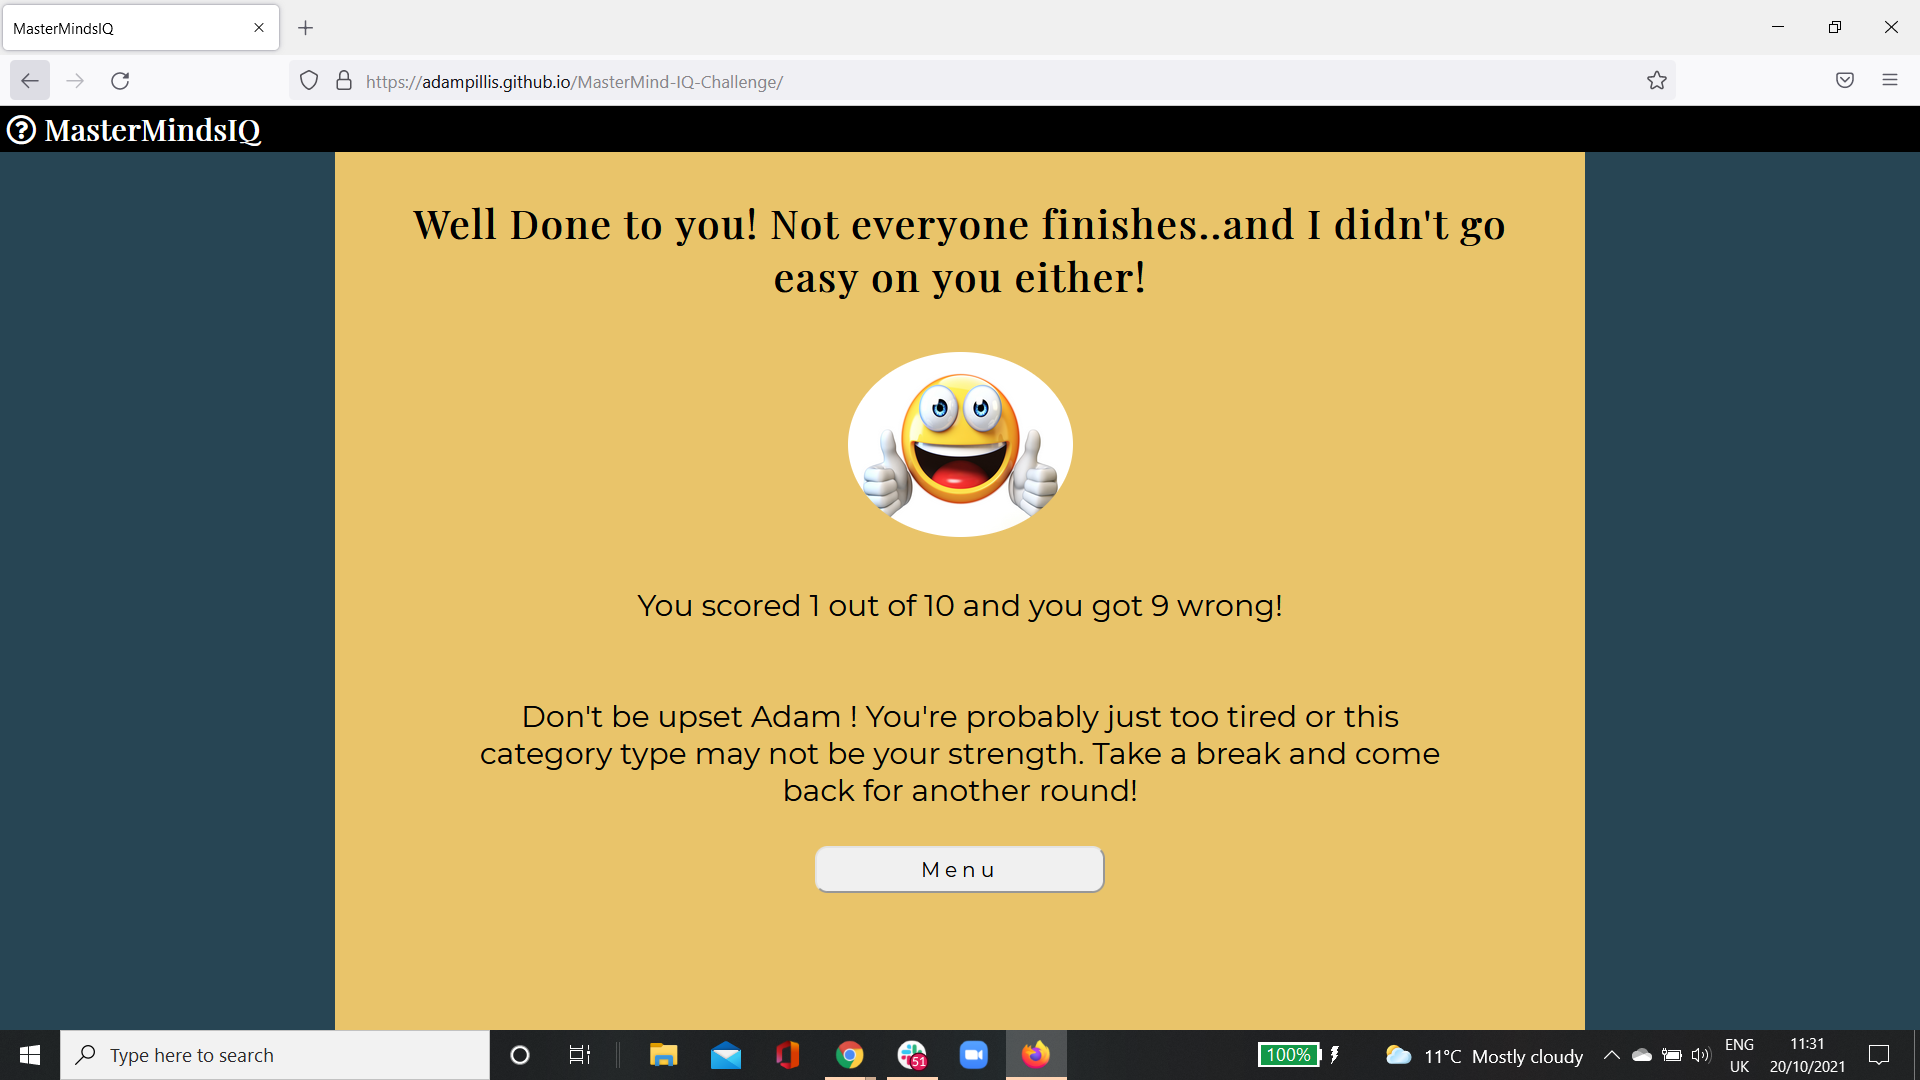 MasterMindsIQ
https://adampillis.github.io/MasterMind-IQ-Challenge/
MasterMindsIQ
Well Done to you! Not everyone finishes..and I didn't go
easy on you either!
You scored 1 out of 10 and you got 9 wrong!
Don't be upset Adam ! You're probably just too tired or this
category type may not be your strength. Take a break and come
back for another round!
Menu
Type here to search
51
100%
11°C Mostly cloudy
ENG
UK
11:31
20/10/2021